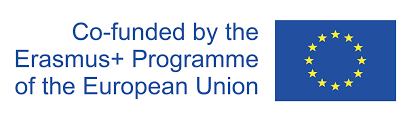 Co-funded by the
Erasmus+ Programme
of the European Union